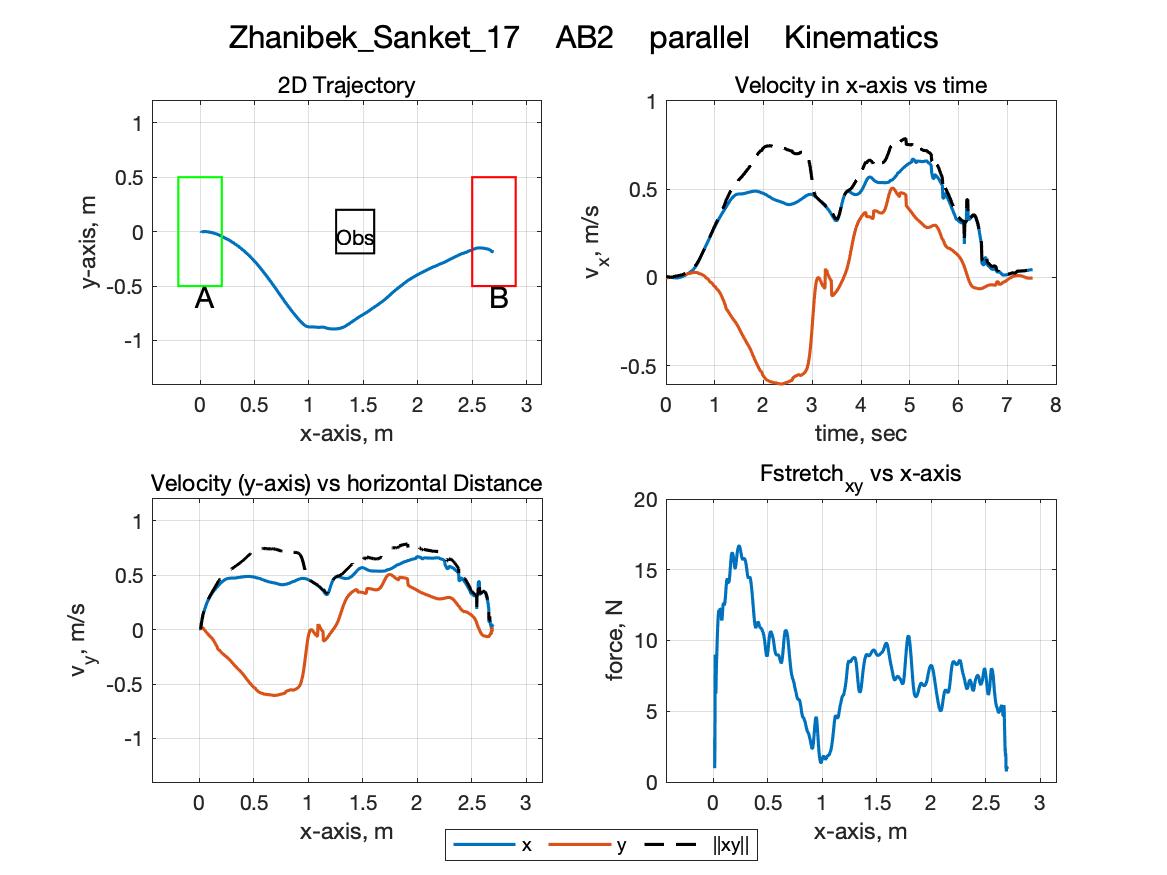 Zhanibek_Sanket_17 AB2 parallel Kinematics
2D Trajectory
1
0.5
0
-0.5
-1
y-axis, m
Obs
A
B
0 0.5 1 1.5 2 2.5 3
x-axis, m
Velocity in x-axis vs time
1
0.5
0
-0.5
vx, m/s
0 1 2 3 4 5 6 7 8
time, sec
Velocity (y-axis) vs horizontal Distance
1
0.5
0
-0.5
-1
vy, m/s
0 0.5 1 1.5 2 2.5 3
x-axis, m
Fstretchxy vs x-axis
20
15
10
5
0
force, N
0 0.5 1 1.5 2 2.5 3
x-axis, m
x y ||xy||